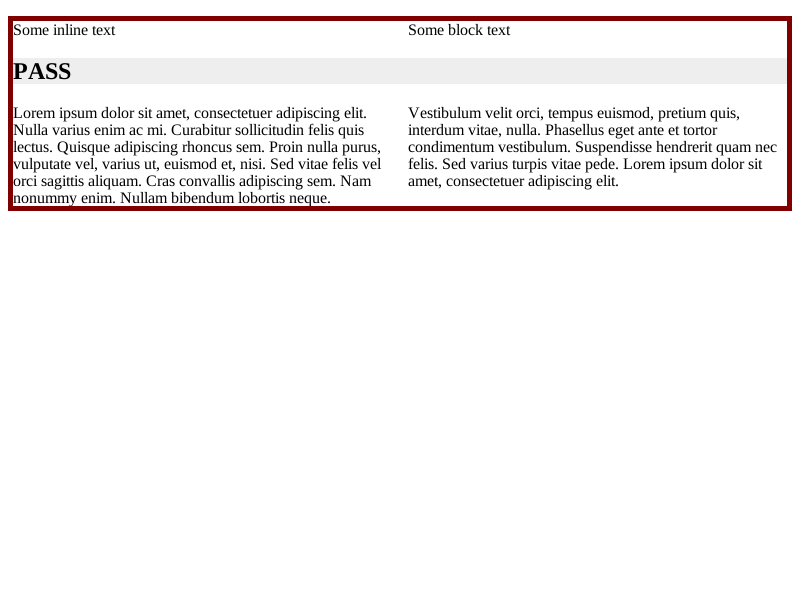 Some inline text
Some block text
PASS
Lorem ipsum dolor sit amet, consectetuer adipiscing elit.
Nulla varius enim ac mi. Curabitur sollicitudin felis quis
lectus. Quisque adipiscing rhoncus sem. Proin nulla purus,
vulputate vel, varius ut, euismod et, nisi. Sed vitae felis vel
orci sagittis aliquam. Cras convallis adipiscing sem. Nam
nonummy enim. Nullam bibendum lobortis neque.
Vestibulum velit orci, tempus euismod, pretium quis,
interdum vitae, nulla. Phasellus eget ante et tortor
condimentum vestibulum. Suspendisse hendrerit quam nec
felis. Sed varius turpis vitae pede. Lorem ipsum dolor sit
amet, consectetuer adipiscing elit.